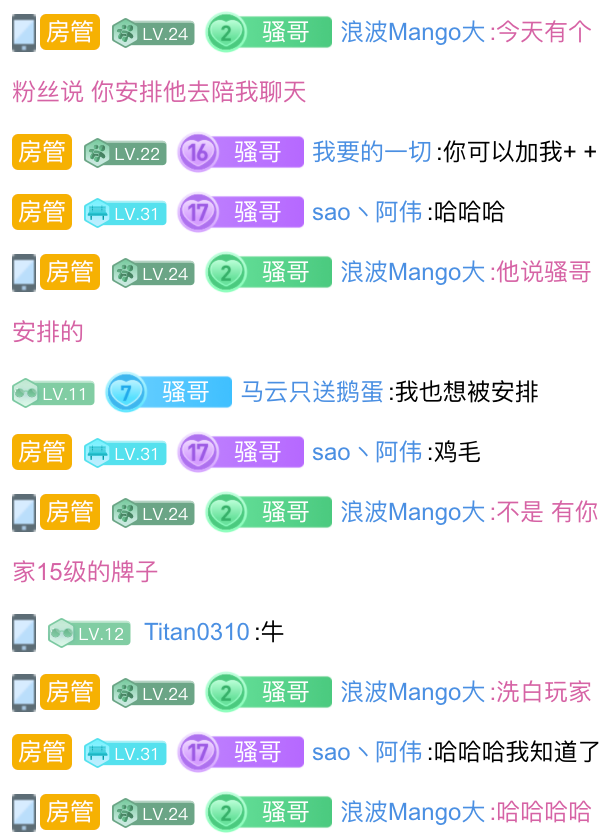 房管 LV.24 2 骚哥 浪波Mango大:今天有个
粉丝说 你安排他去陪我聊天
房管 LV.22 16 骚哥 我要的一切:你可以加我+ +
房管 LV.31 17 骚哥 sao丶阿伟:哈哈哈
房管 LV.24 2 骚哥 浪波Mango大:他说骚哥
安排的
LV.11 7 骚哥 马云只送鹅蛋:我也想被安排
房管 LV.31 17 骚哥 sao丶阿伟:鸡毛
房管 LV.24 2 骚哥 浪波Mango大:不是 有你
家15级的牌子
LV.12 Titan0310:牛
房管 LV.24 2 骚哥 浪波Mango大:洗白玩家
房管 LV.31 17 骚哥 sao丶阿伟:哈哈哈我知道了
房管 LV.24 2 骚哥 浪波Mango大:哈哈哈哈